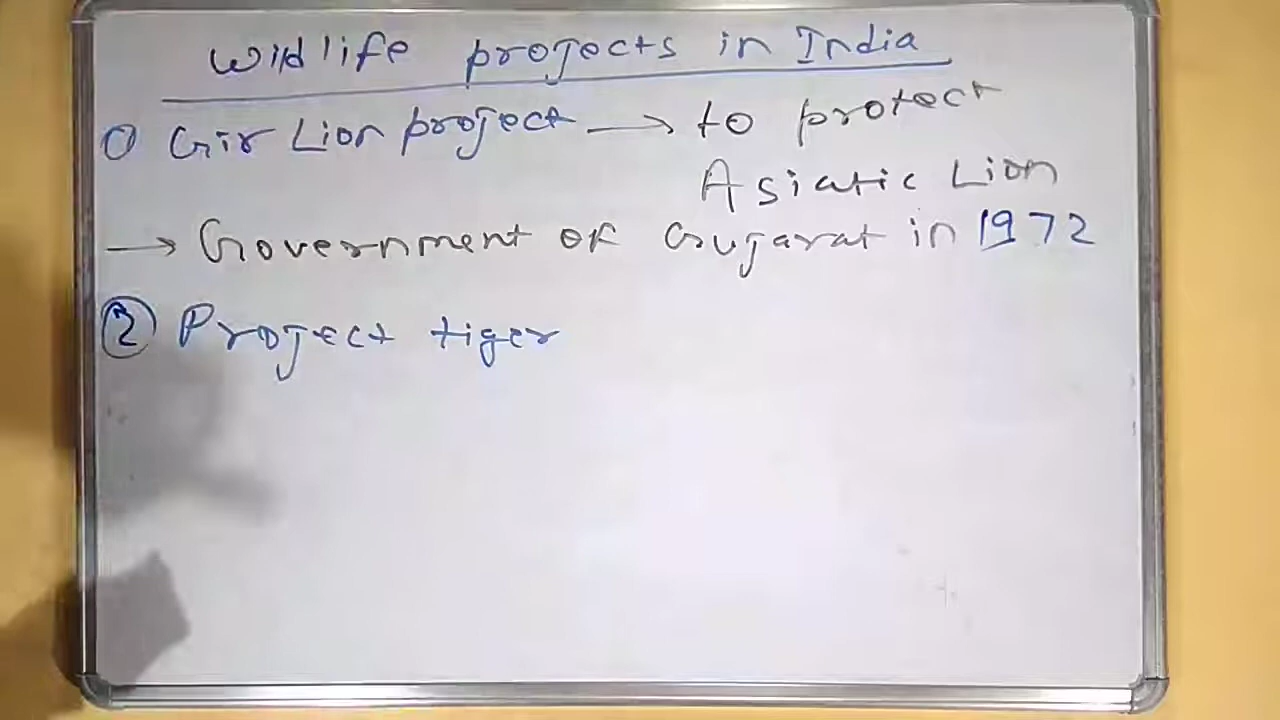 Wildlife projects in India
① Gir Lion project → to protect
Asiatic Lion
→ Government of Gujarat in 1972
② Project tiger